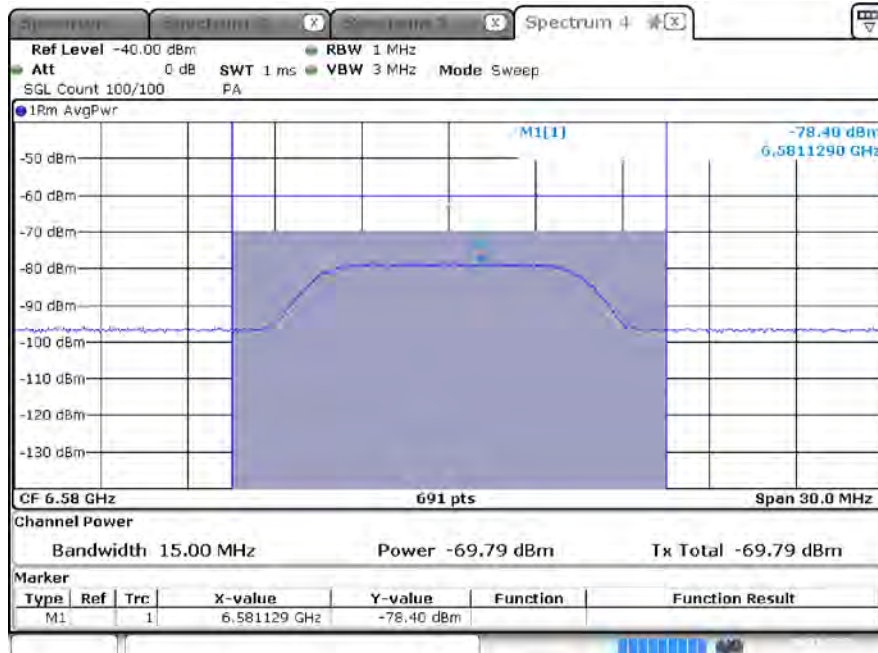 Spectrum 4 X
Ref Level -40.00 dBm RBW 1 MHz
Att 0 dB SWT 1 ms VBW 3 MHz Mode Sweep
SGL Count 100/100 PA
1Rm AvgPwr
M1[1] -78.40 dBm
6.5811290 GHz
-50 dBm
-60 dBm
-70 dBm
-80 dBm
-90 dBm
-100 dBm
-110 dBm
-120 dBm
-130 dBm
CF 6.58 GHz 691 pts Span 30.0 MHz
Channel Power
Bandwidth 15.00 MHz Power -69.79 dBm Tx Total -69.79 dBm
Marker
Type Ref Trc X-value Y-value Function Function Result
M1 1 6.581129 GHz -78.40 dBm